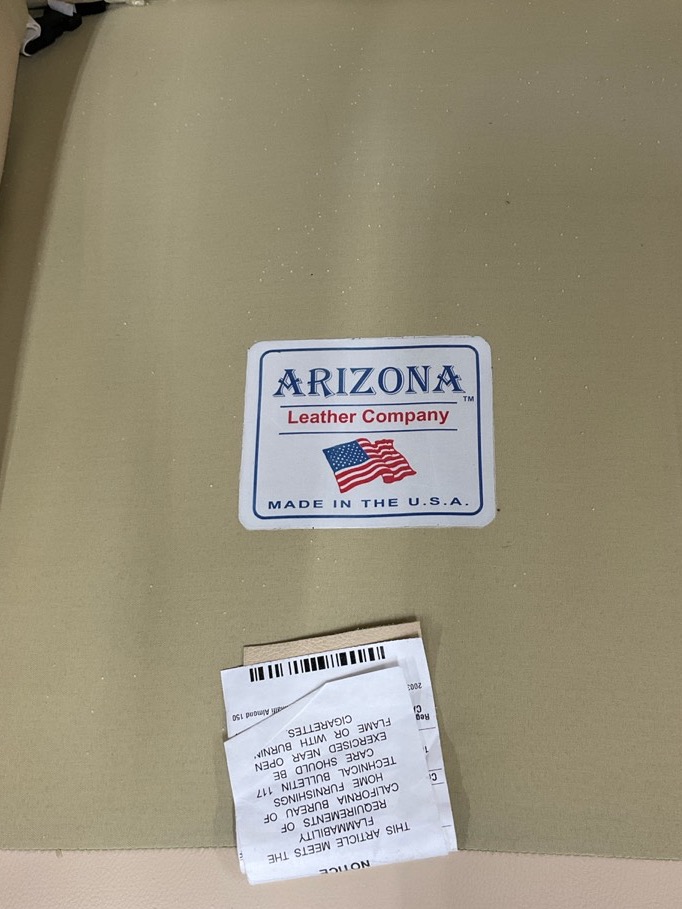 ARIZONA
TM
Leather Company
MADE IN THE U.S.A.
NOTICE
THIS ARTICLE MEETS THE
FLAMMABILITY
REQUIREMENTS OF
CALIFORNIA BUREAU OF
HOME FURNISHINGS
TECHNICAL BULLETIN 117
CARE SHOULD BE
EXERCISED NEAR OPEN
FLAME OR WITH BURNIN
CIGARETTES
Almond 150